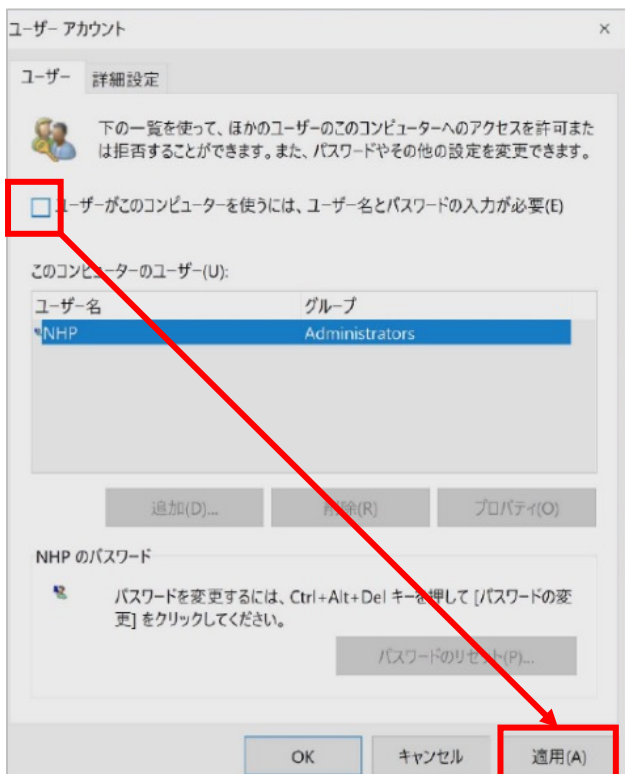 ユーザー アカウント
ユーザー 詳細設定
下の一覧を使って、ほかのユーザーのこのコンピューターへのアクセスを許可また
は拒否することができます。また、パスワードやその他の設定を変更できます。
ユーザーがこのコンピューターを使うには、ユーザー名とパスワードの入力が必要(E)
このコンピューターのユーザー(U):
ユーザー名 グループ
NHP Administrators
追加(D)... 削除(R) プロパティ(O)
NHP のパスワード
パスワードを変更するには、Ctrl+Alt+Del キーを押して [パスワードの変
更] をクリックしてください。
パスワードのリセット(P)...
OK キャンセル 適用(A)